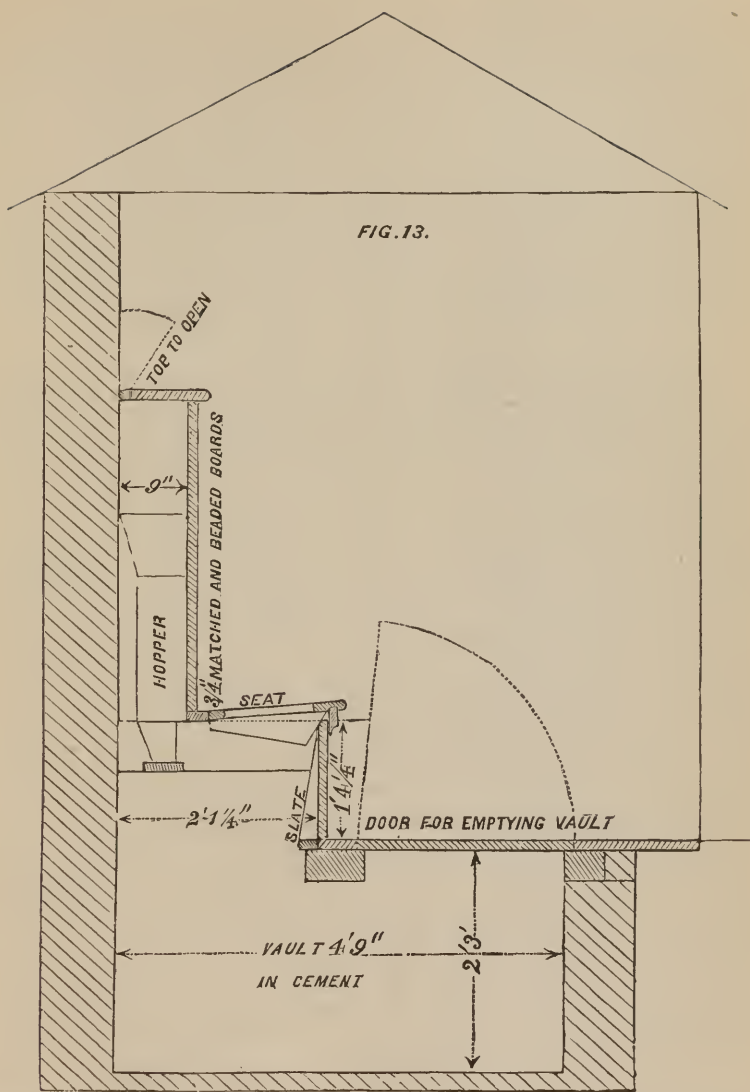 FIG.13.
TOP TO OPEN
9"
3/4" MATCHED AND BEADED BOARDS
HOPPER
SEAT
SLATE
1'4 1/4"
2'-1 1/4"
DOOR FOR EMPTYING VAULT
VAULT 4'9"
IN CEMENT
2'3'